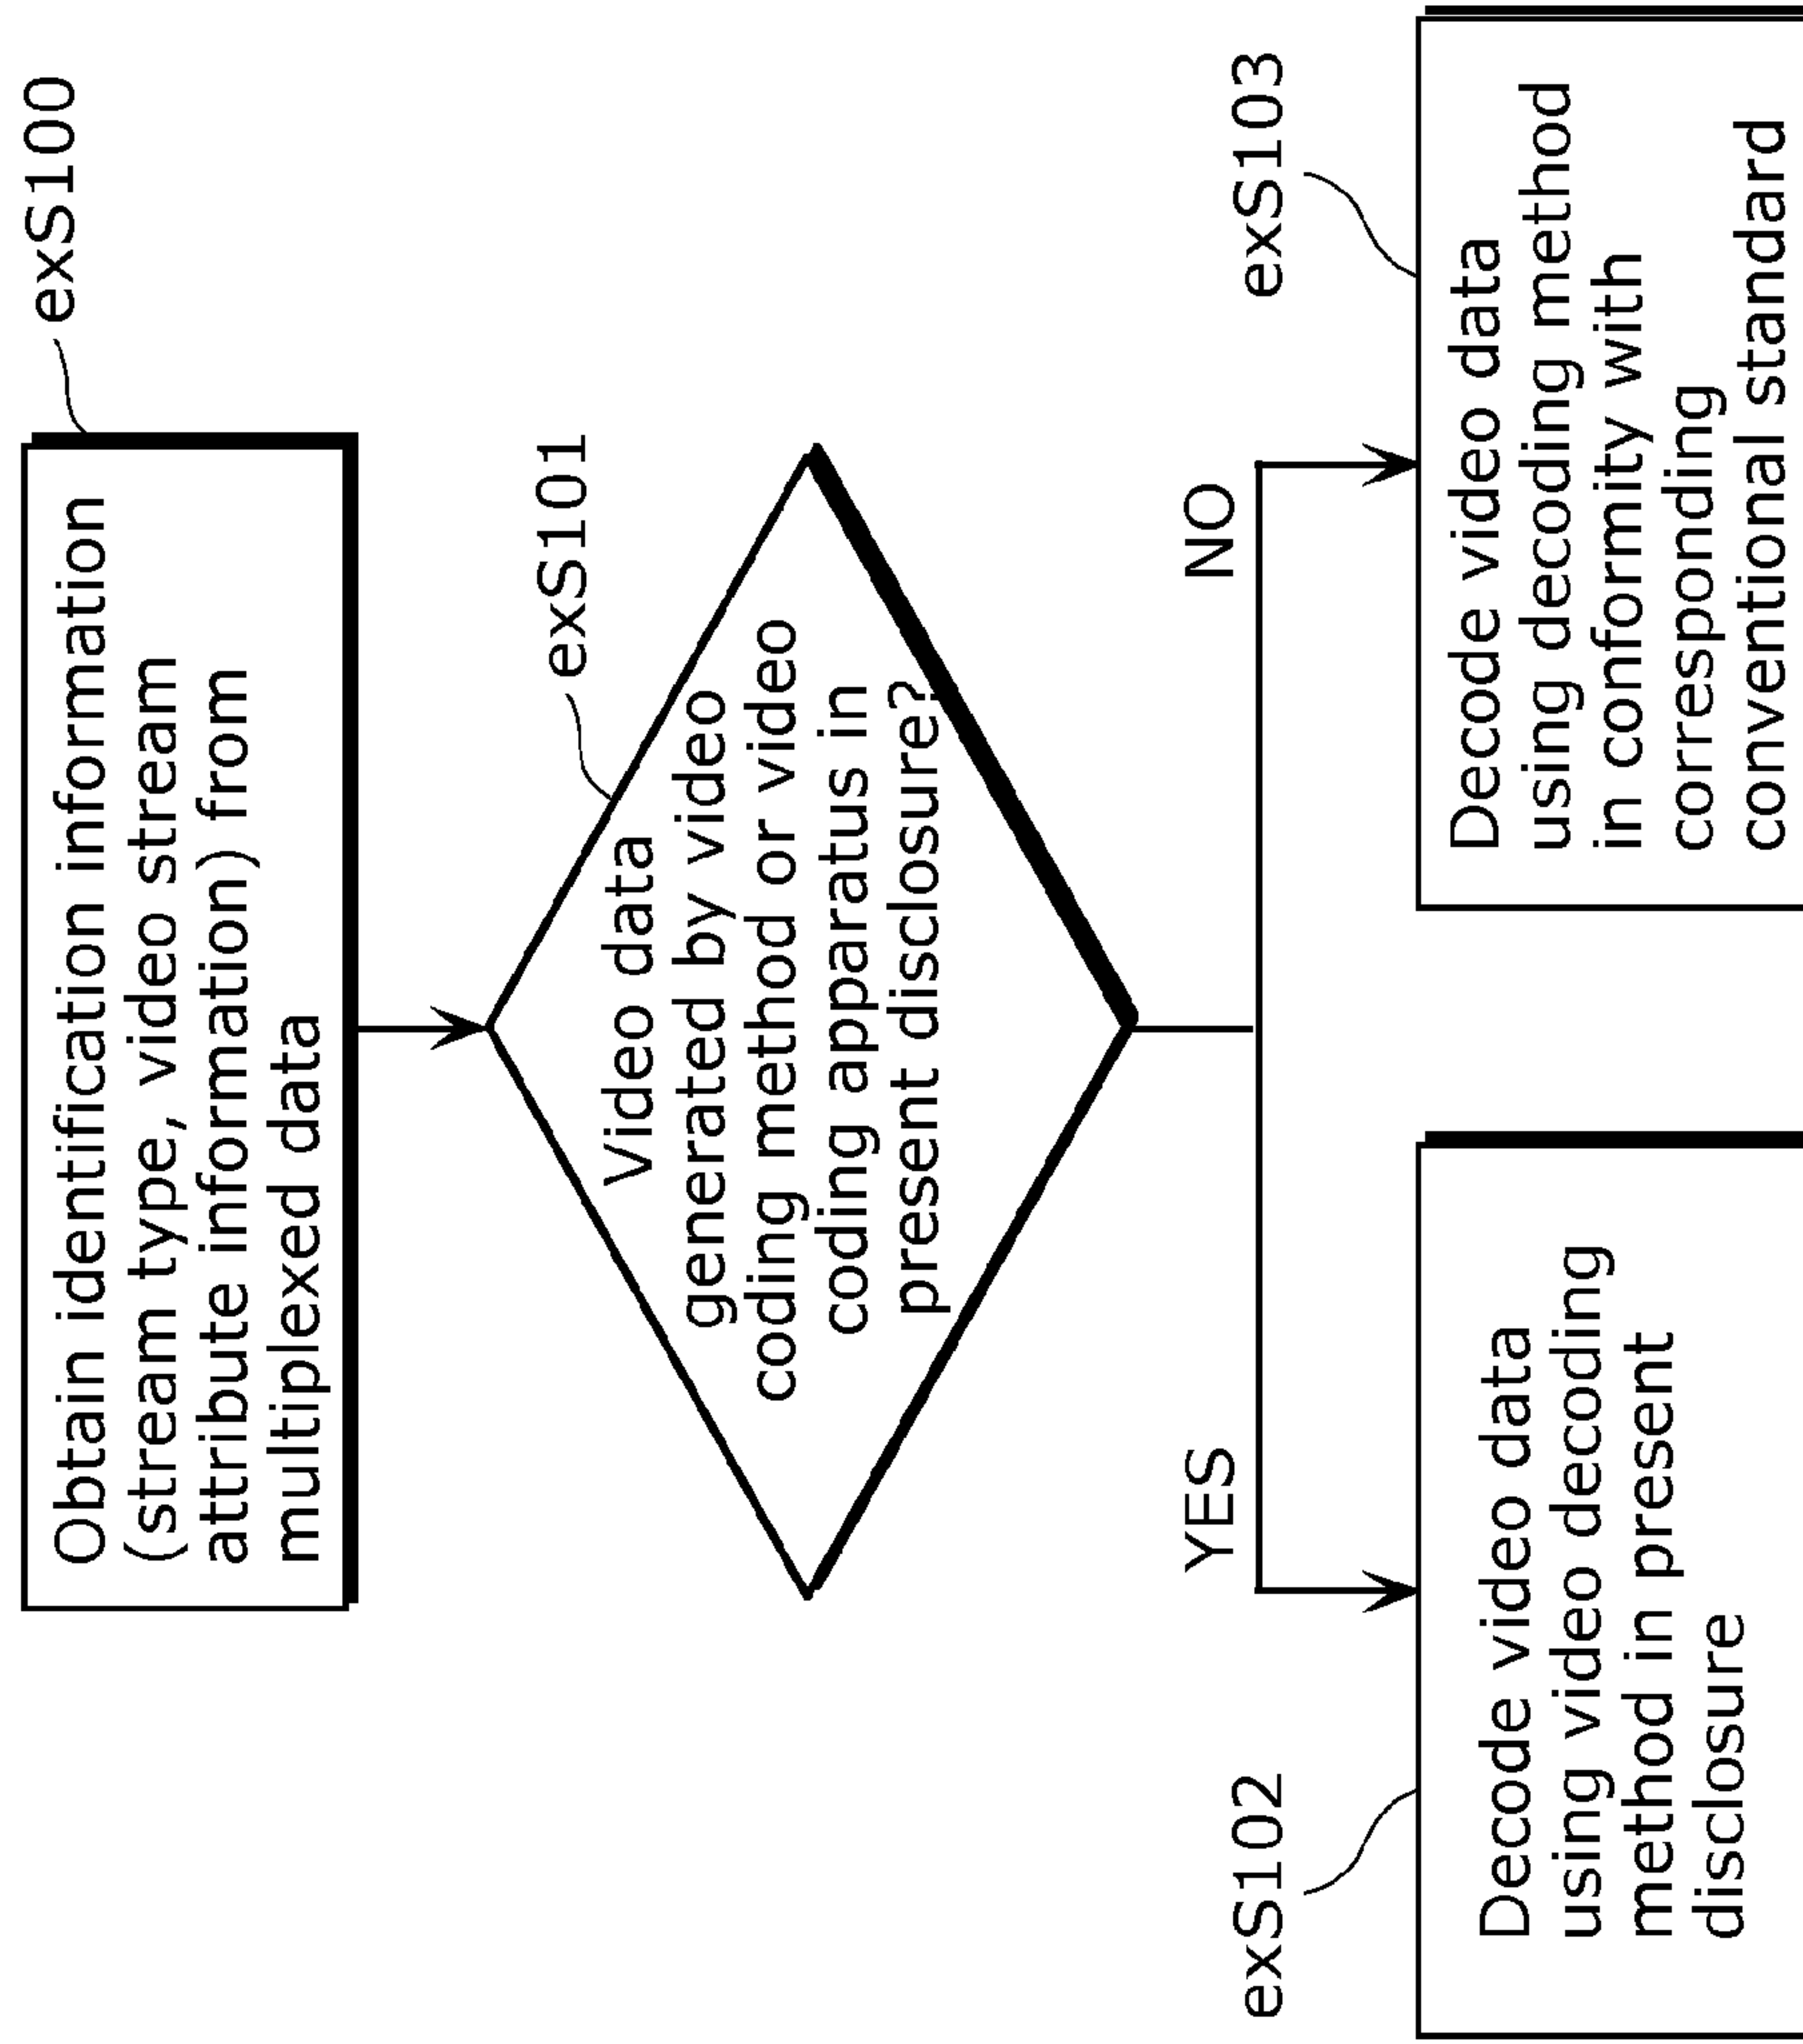 exS100
Obtain identification information
(stream type, video stream
attribute information) from
multiplexed data
exS101
Video data
generated by video
coding method or video
coding apparatus in
present disclosure?
YES
NO
exS102
Decode video data
using video decoding
method in present
disclosure
exS103
Decode video data
using decoding method
in conformity with
corresponding
conventional standard